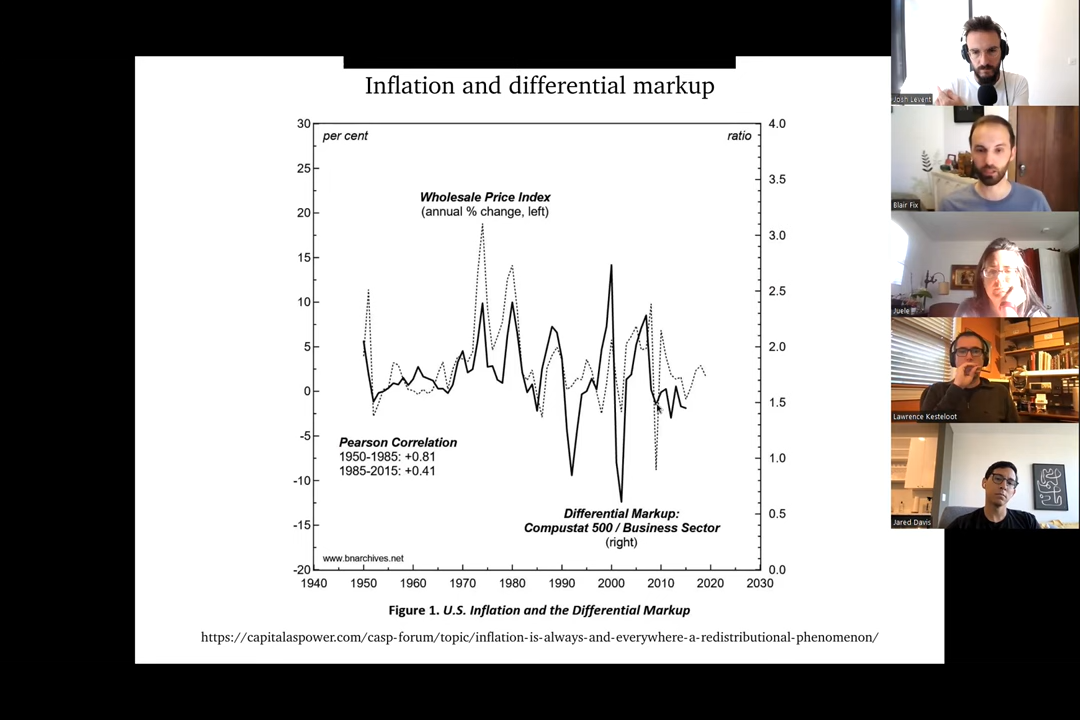 Inflation and differential markup
30
25
20
15
10
5
0
-5
-10
-15
-20
per cent
ratio
4.0
3.5
3.0
2.5
2.0
1.5
1.0
0.5
0.0
Wholesale Price Index
(annual % change, left)
Pearson Correlation
1950-1985: +0.81
1985-2015: +0.41
Differential Markup:
Compustat 500 / Business Sector
(right)
www.bnarchives.net
1940 1950 1960 1970 1980 1990 2000 2010 2020 2030
Figure 1. U.S. Inflation and the Differential Markup
https://capitalaspower.com/casp-forum/topic/inflation-is-always-and-everywhere-a-redistributional-phenomenon/
Josh Levent
Blair Fix
Juele
Lawrence Kesteloot
Jared Davis